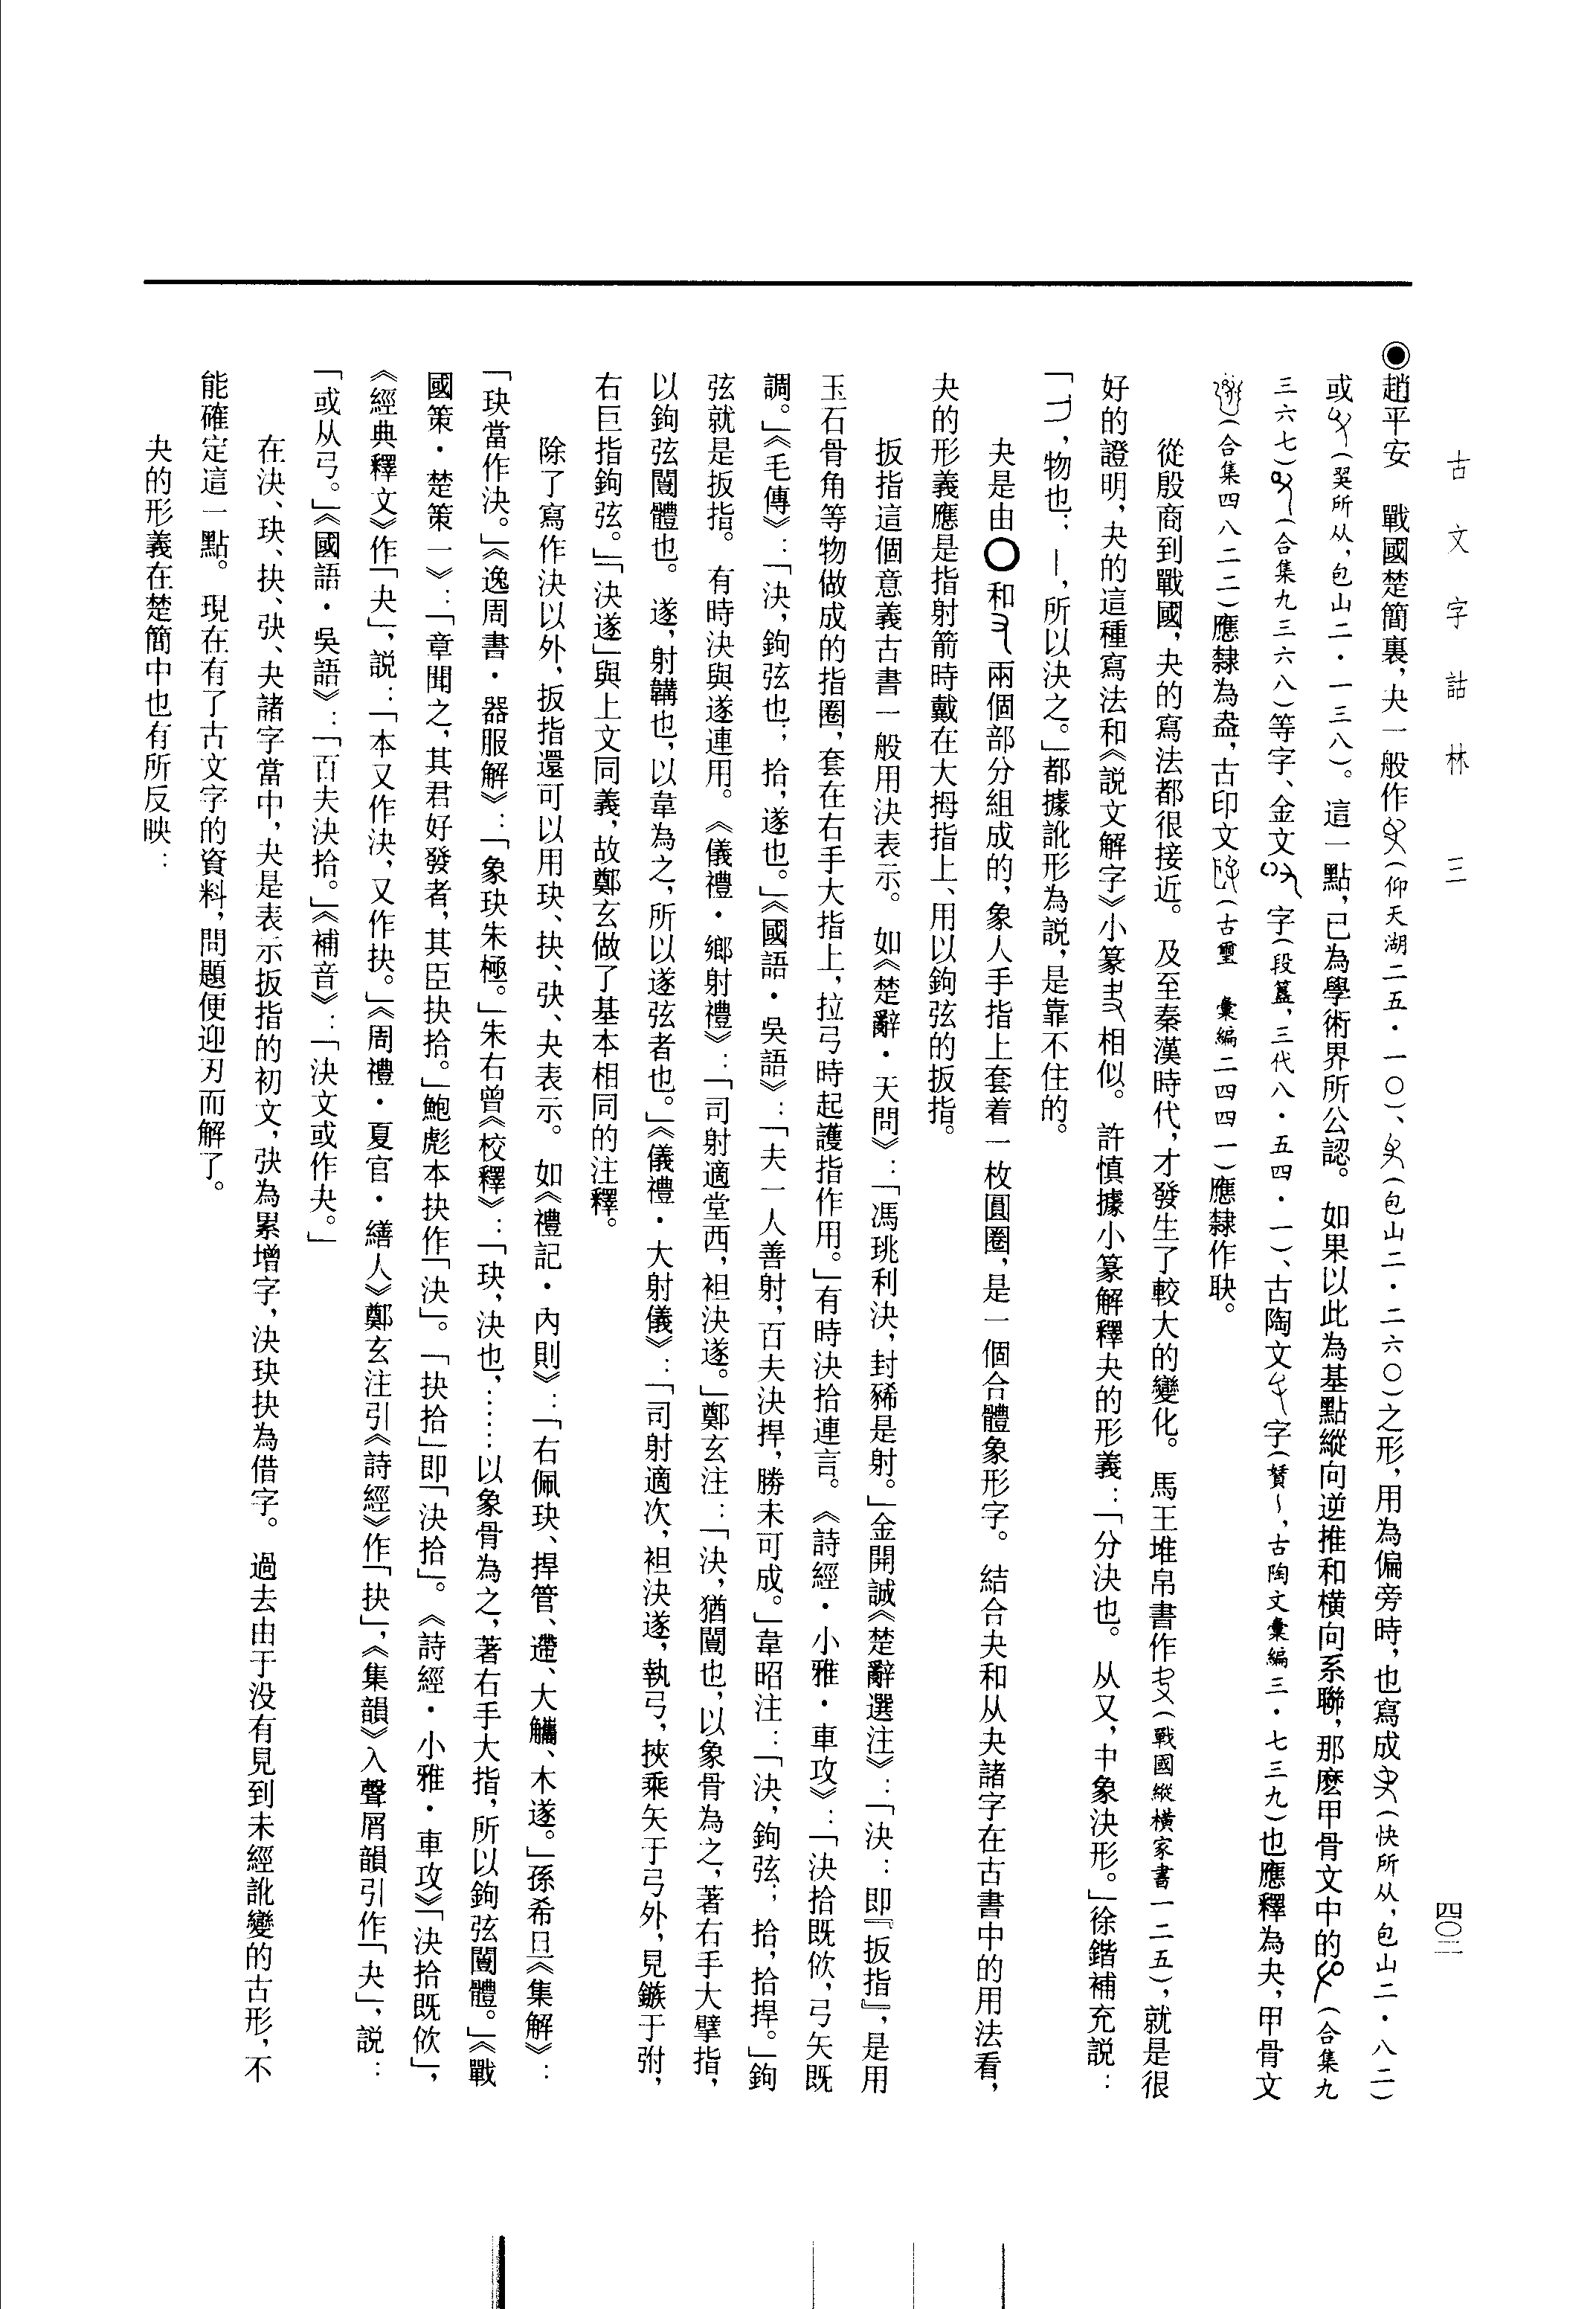 古文字詁林 三
四〇二
◉趙平安 戰國楚簡裏,夬一般作(仰天湖二五·一〇)、(包山二·二六〇)之形,用為偏旁時,也寫成(快所从,包山二·八二)
或(𦐍所从,包山二·一三八)。這一點,已為學術界所公認。如果以此為基點縱向逆推和橫向系聯,那麽甲骨文中的(合集九
三六七)(合集九三六八)等字、金文字(段簋,三代八·五四·一)、古陶文字(〜,古陶文彙編三·七三九)也應釋為夬,甲骨文
(合集四八二二)應隸為盗,古印文(古璽 彙編二四四一)應隸作䀗。
從殷商到戰國,夬的寫法都很接近。及至秦漢時代,才發生了較大的變化。馬王堆帛書作(戰國縱橫家書一二五),就是很
好的證明,夬的這種寫法和《説文解字》小篆相似。許慎據小篆解釋夬的形義:「分決也。从又,㐄象決形。」徐鍇補充説:
「コ,物也;丨,所以決之。」都據訛形為説,是靠不住的。
夬是由〇和兩個部分組成的,象人手指上套着一枚圓圈,是一個合體象形字。結合夬和从夬諸字在古書中的用法看,
夬的形義應是指射箭時戴在大拇指上、用以鉤弦的扳指。
扳指這個意義古書一般用決表示。如《楚辭·天問》:「馮珧利決,封豨是射。」金開誠《楚辭選注》:「決:即『扳指』,是用
玉石骨角等物做成的指圈,套在右手大指上,拉弓時起護指作用。」有時決拾連言。《詩經·小雅·車攻》:「決拾既佽,弓矢既
調。」《毛傳》:「決,鉤弦也;拾,遂也。」《國語·吳語》:「夫一人善射,百夫決捍,勝未可成。」韋昭注:「決,鉤弦;拾,拾捍。」鉤
弦就是扳指。有時決與遂連用。《儀禮·鄉射禮》:「司射適堂西,袒決遂。」鄭玄注:「決,猶闓也,以象骨為之,著右手大擘指,
以鉤弦闓體也。遂,射韝也,以韋為之,所以遂弦者也。」《儀禮·大射儀》:「司射適次,袒決遂,執弓,挾乘矢于弓外,見鏃于弣,
右巨指鉤弦。」「決遂」與上文同義,故鄭玄做了基本相同的注釋。
除了寫作決以外,扳指還可以用玦、抉、弽、夬表示。如《禮記·內則》:「右佩玦、捍管、遰、大觿、木遂。」孫希旦《集解》:
「玦當作決。」《逸周書·器服解》:「象玦朱極。」朱右曾《校釋》:「玦,決也,……以象骨為之,著右手大指,所以鉤弦闓體。」《戰
國策·楚策一》:「章聞之,其君好發者,其臣抉拾。」鮑彪本抉作「決」。「抉拾」即「決拾」。《詩經·小雅·車攻》「決拾既佽」,
《經典釋文》作「夬」,説:「本又作決,又作抉。」《周禮·夏官·繕人》鄭玄注引《詩經》作「抉」,《集韻》入聲屑韻引作「夬」,説:
「或从弓。」《國語·吳語》:「百夫決拾。」《補音》:「決文或作夬。」
在決、玦、抉、弞、夬諸字當中,夬是表示扳指的初文,為累增字,決玦抉為借字。過去由于没有見到未經訛變的古形,不
能確定這一點。現在有了古文字的資料,問題便迎刃而解了。
夬的形義在楚簡中也有所反映: